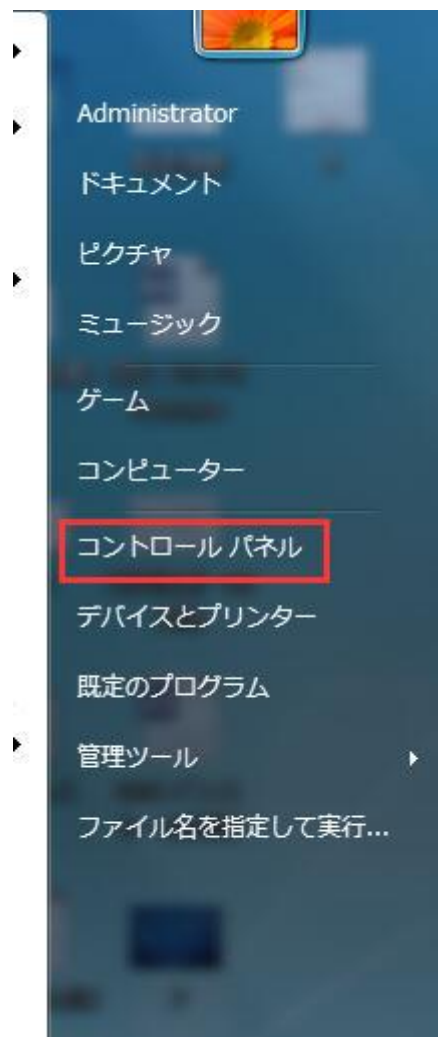 Administrator
ドキュメント
ピクチャ
ミュージック
ゲーム
コンピューター
コントロール パネル
デバイスとプリンター
既定のプログラム
管理ツール
ファイル名を指定して実行...